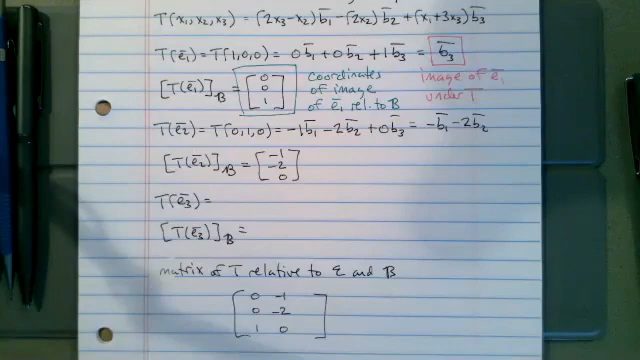 T(x₁, x₂, x₃) = (2x₃-x₂)b̄₁ - (2x₂)b̄₂ + (x₁+3x₃)b̄₃
T(ē₁) = T(1,0,0) = 0b̄₁ + 0b̄₂ + 1b̄₃ = b̄₃
[T(ē₁)]_B = [0 0 1] coordinates of image of ē₁ rel. to B
image of ē₁ under T
T(ē₂) = T(0,1,0) = -1b̄₁ - 2b̄₂ + 0b̄₃ = -b̄₁ - 2b̄₂
[T(ē₂)]_B = [-1 -2 0]
T(ē₃) =
[T(ē₃)]_B =
matrix of T relative to ℰ and B
[0 -1
0 -2
1 0]